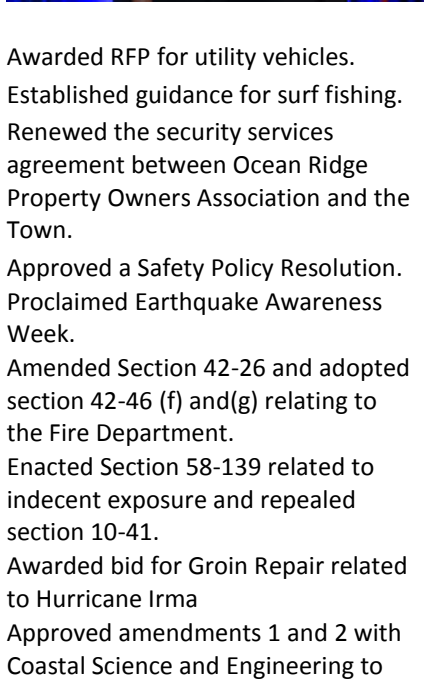 Awarded RFP for utility vehicles.
Established guidance for surf fishing.
Renewed the security services
agreement between Ocean Ridge
Property Owners Association and the
Town.
Approved a Safety Policy Resolution.
Proclaimed Earthquake Awareness
Week.
Amended Section 42-26 and adopted
section 42-46 (f) and(g) relating to
the Fire Department.
Enacted Section 58-139 related to
indecent exposure and repealed
section 10-41.
Awarded bid for Groin Repair related
to Hurricane Irma
Approved amendments 1 and 2 with
Coastal Science and Engineering to